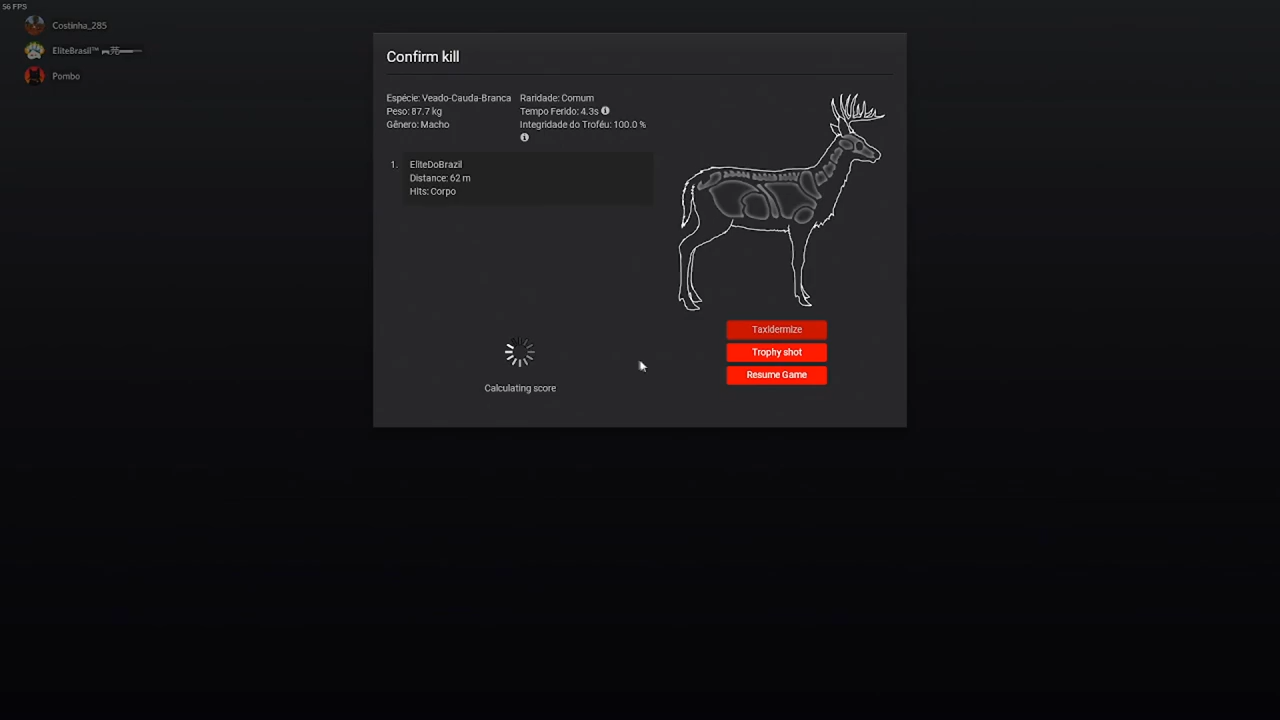 56 FPS
Costinha_285
EliteBrasil™
Pombo
Confirm kill
Espécie: Veado-Cauda-Branca
Peso: 87.7 kg
Gênero: Macho
Raridade: Comum
Tempo Ferido: 4.3s
Integridade do Troféu: 100.0 %
1. EliteDoBrazil
Distance: 62 m
Hits: Corpo
Calculating score
Taxidermize
Trophy shot
Resume Game